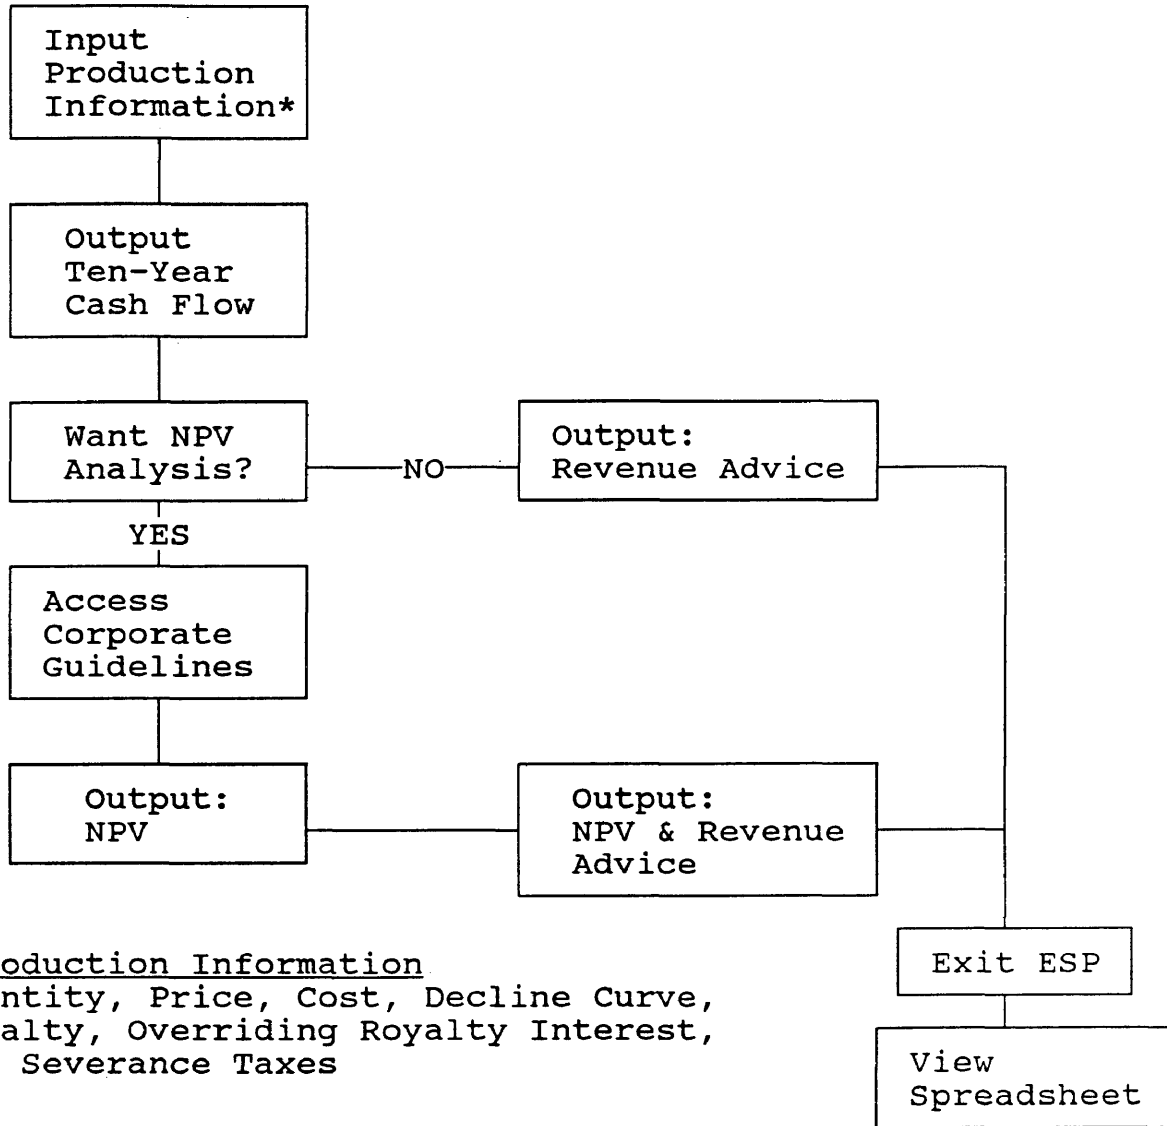 Input
Production
Information*
Output
Ten-Year
Cash Flow
Want NPV
Analysis?
NO
Output:
Revenue Advice
YES
Access
Corporate
Guidelines
Output:
NPV
Output:
NPV & Revenue
Advice
Exit ESP
View
Spreadsheet
oduction Information
ntity, Price, Cost, Decline Curve,
alty, Overriding Royalty Interest,
Severance Taxes